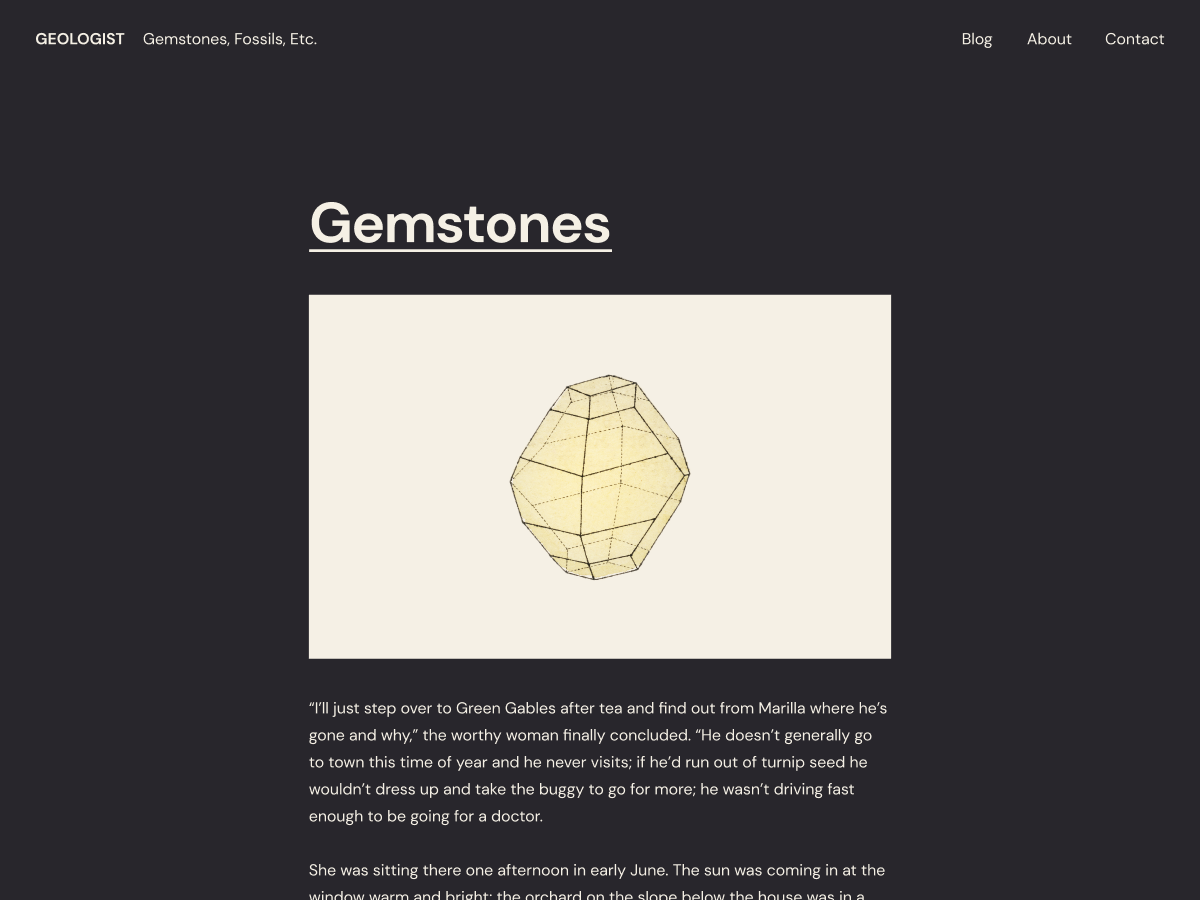 GEOLOGIST Gemstones, Fossils, Etc. Blog About Contact
Gemstones
“I’ll just step over to Green Gables after tea and find out from Marilla where he’s
gone and why,” the worthy woman finally concluded. “He doesn’t generally go
to town this time of year and he never visits; if he’d run out of turnip seed he
wouldn’t dress up and take the buggy to go for more; he wasn’t driving fast
enough to be going for a doctor.
She was sitting there one afternoon in early June. The sun was coming in at the
window warm and bright; the orchard on the slope below the house was in a